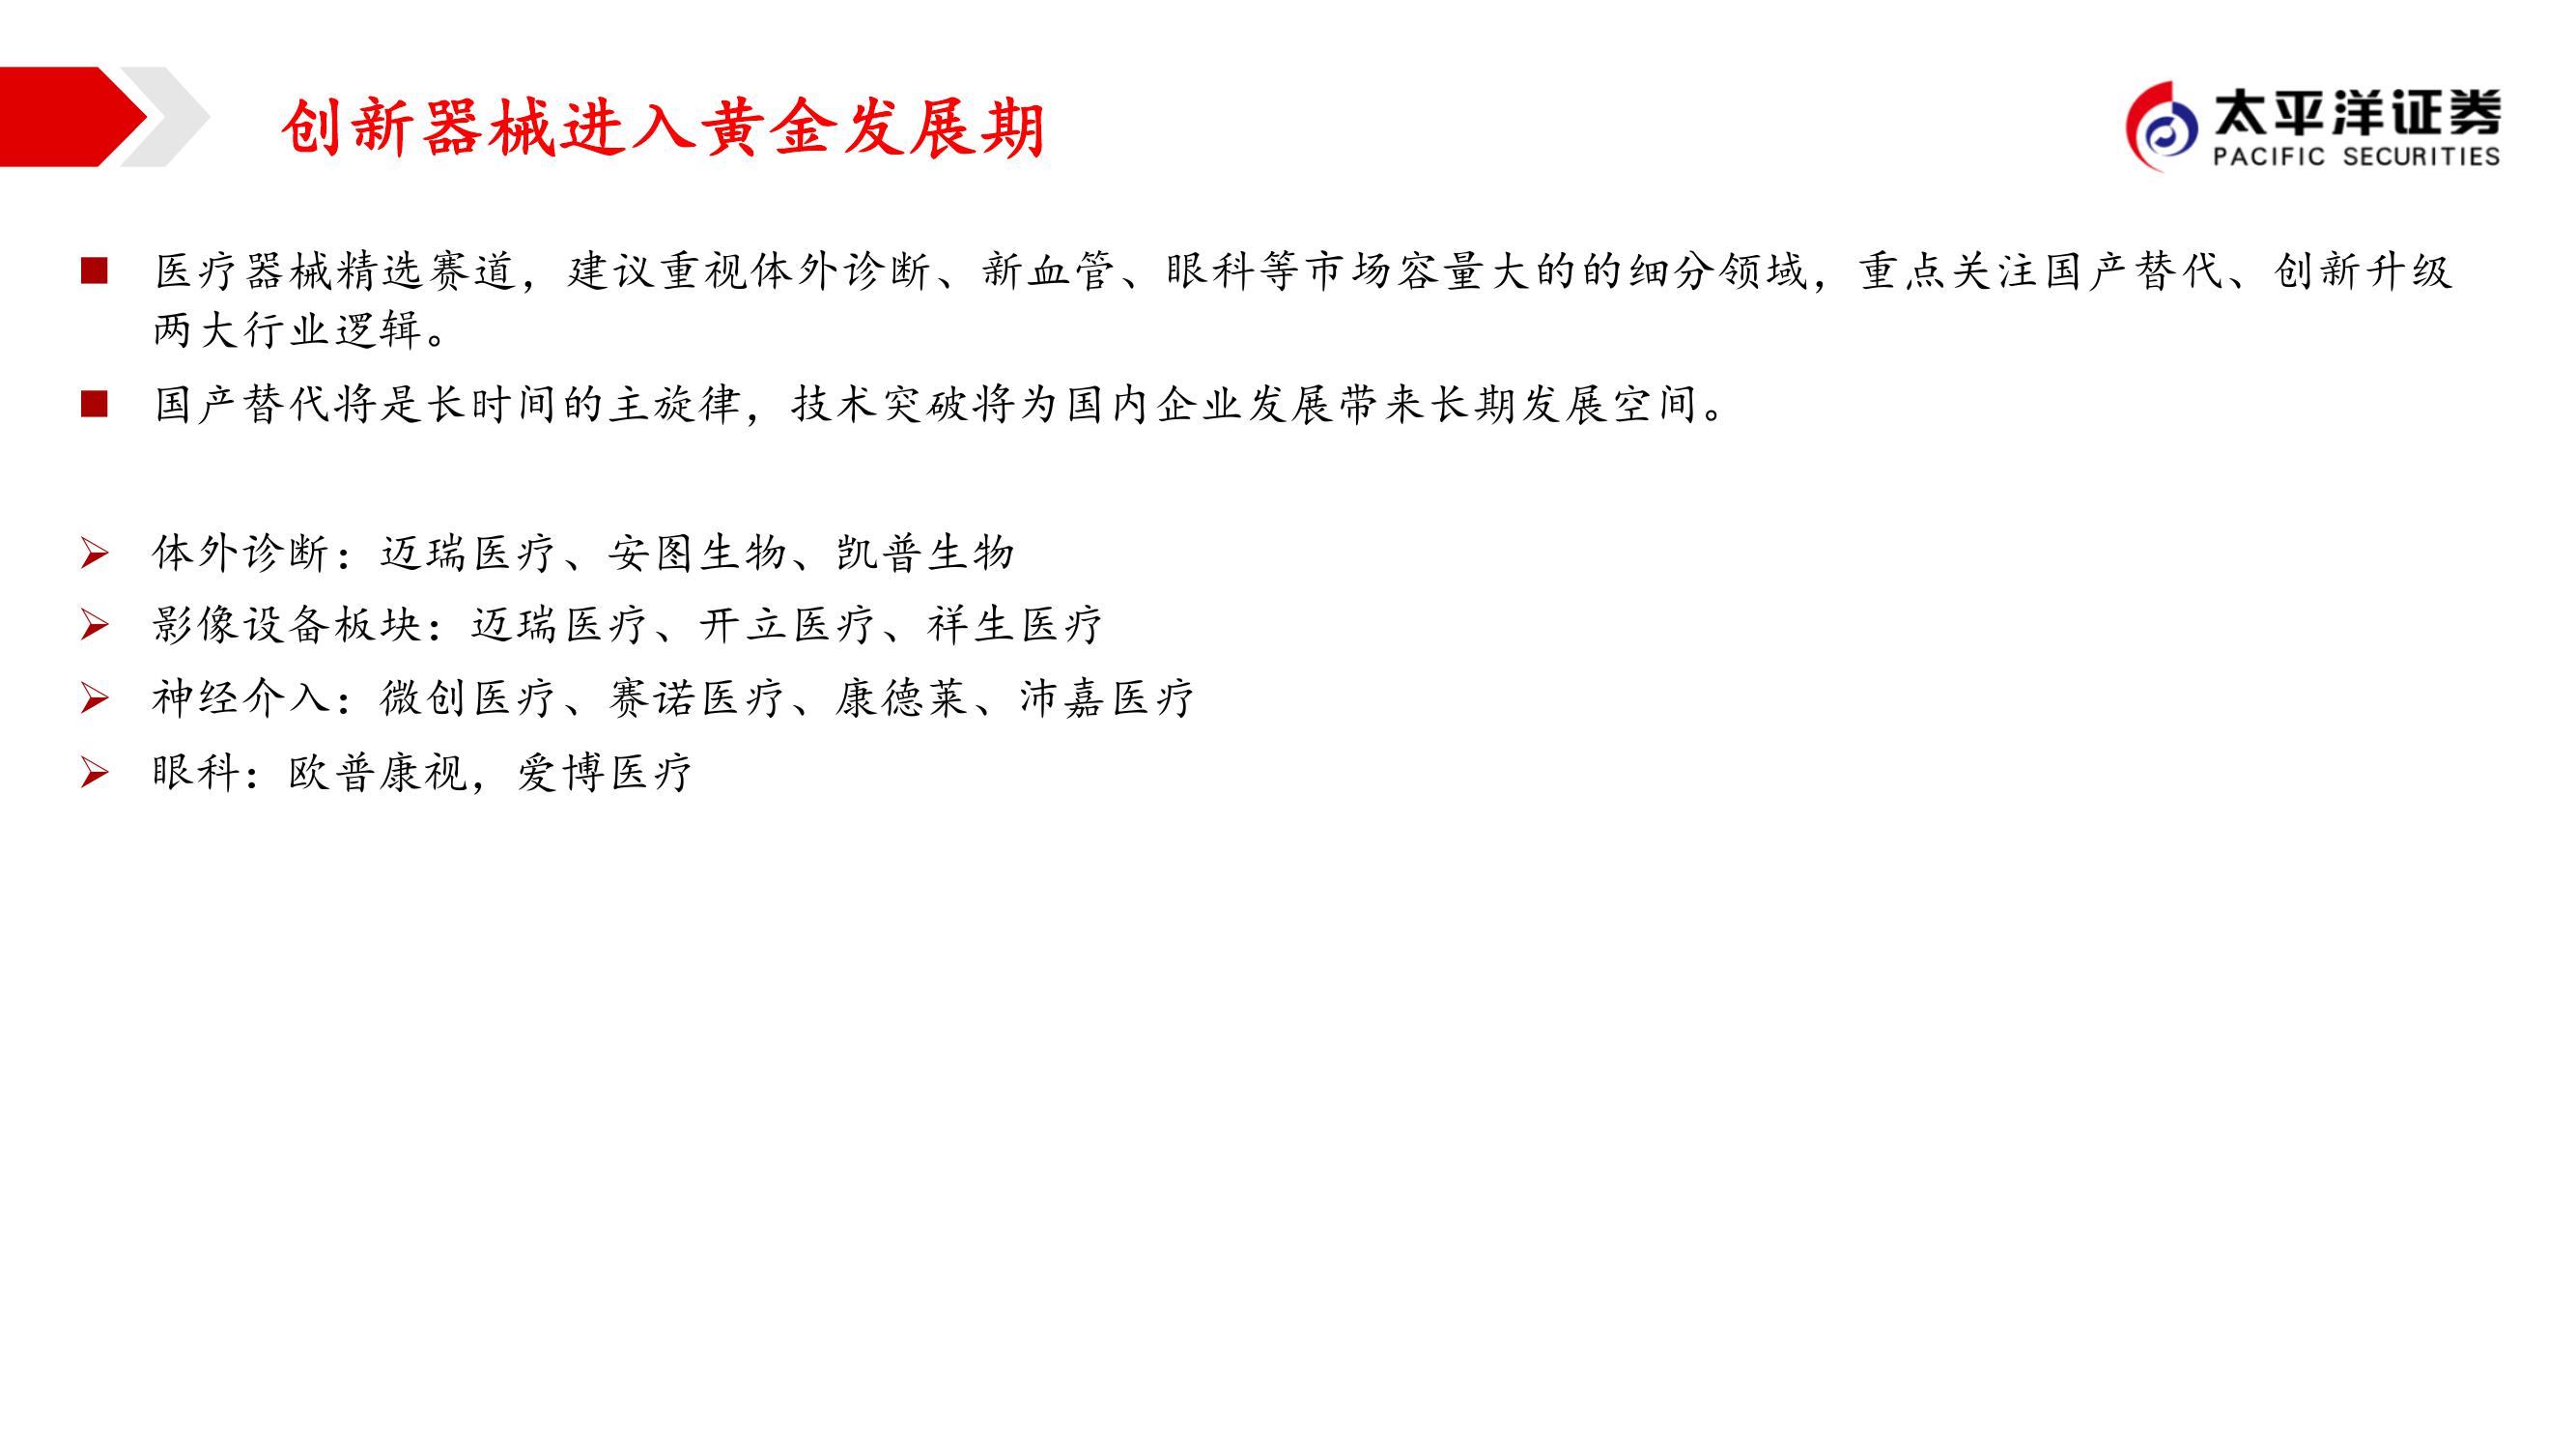 创新器械进入黄金发展期
太平洋证券
PACIFIC SECURITIES
医疗器械精选赛道，建议重视体外诊断、新血管、眼科等市场容量大的的细分领域，重点关注国产替代、创新升级
两大行业逻辑。
国产替代将是长时间的主旋律，技术突破将为国内企业发展带来长期发展空间。
体外诊断：迈瑞医疗、安图生物、凯普生物
影像设备板块：迈瑞医疗、开立医疗、祥生医疗
神经介入：微创医疗、赛诺医疗、康德莱、沛嘉医疗
眼科：欧普康视，爱博医疗